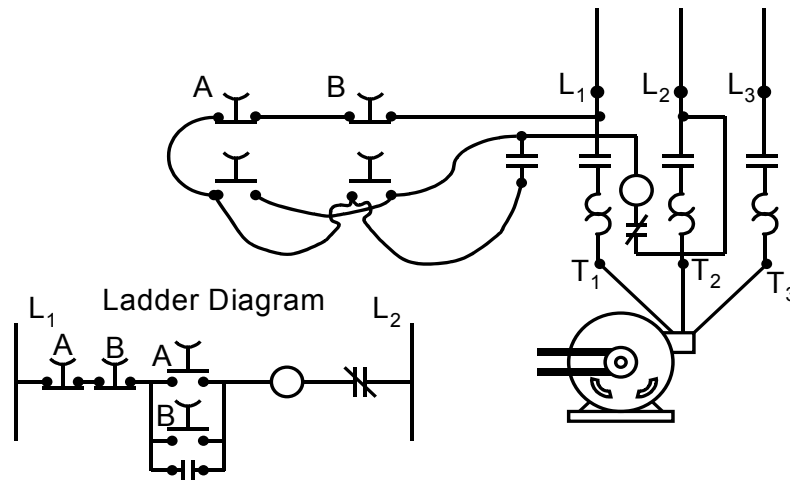 A B L1 L2 L3
T1 T2 T3
Ladder Diagram
L1 L2
A B A
B